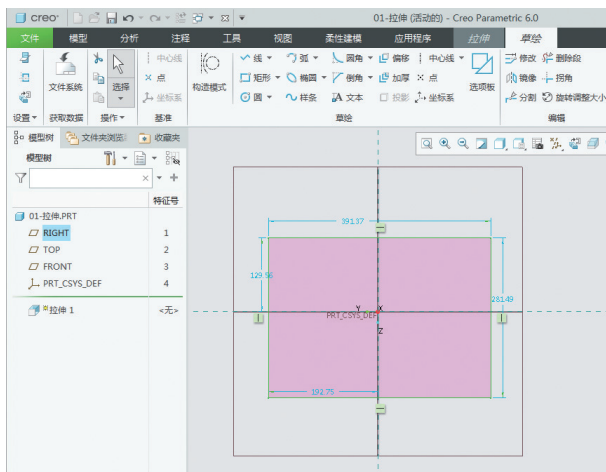 creo
01-拉伸 (活动的) - Creo Parametric 6.0
文件 模型 分析 注释 工具 视图 柔性建模 应用程序 拉伸 草绘
文件系统 选择 中心线 点 坐标系 构造模式
线 弧 圆角 偏移 中心线
矩形 椭圆 倒角 加厚 点
圆 样条 文本 投影 坐标系
选项板
修改 删除段
镜像 拐角
分割 旋转调整大小
设置 获取数据 操作 基准 草绘 编辑
模型树 文件夹浏览 收藏夹
模型树
特征号
01-拉伸.PRT
RIGHT 1
TOP 2
FRONT 3
PRT_CSYS_DEF 4
拉伸 1 <无>
391.37
129.56
281.49
Y X
PRT_CSYS_DEF
Z
192.75